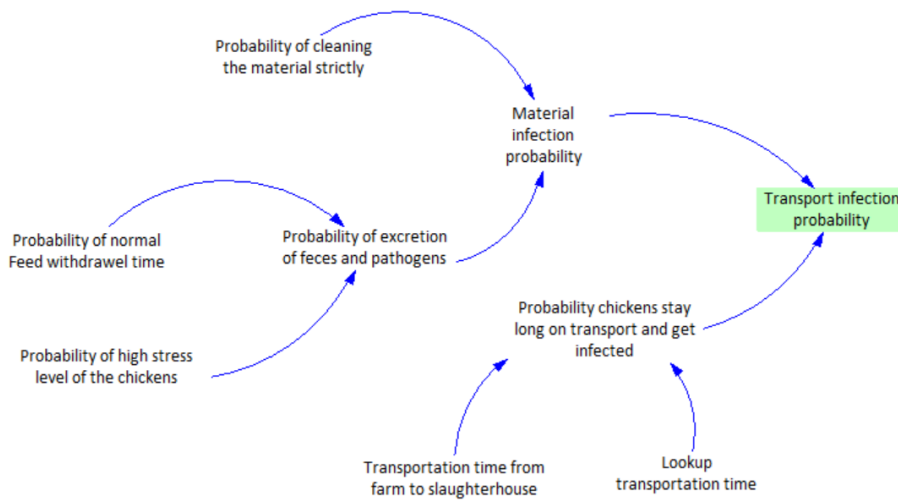 Probability of cleaning
the material strictly
Material
infection
probability
Transport infection
probability
Probability of normal
Feed withdrawel time
Probability of excretion
of feces and pathogens
Probability chickens stay
long on transport and get
infected
Probability of high stress
level of the chickens
Transportation time from
farm to slaughterhouse
Lookup
transportation time